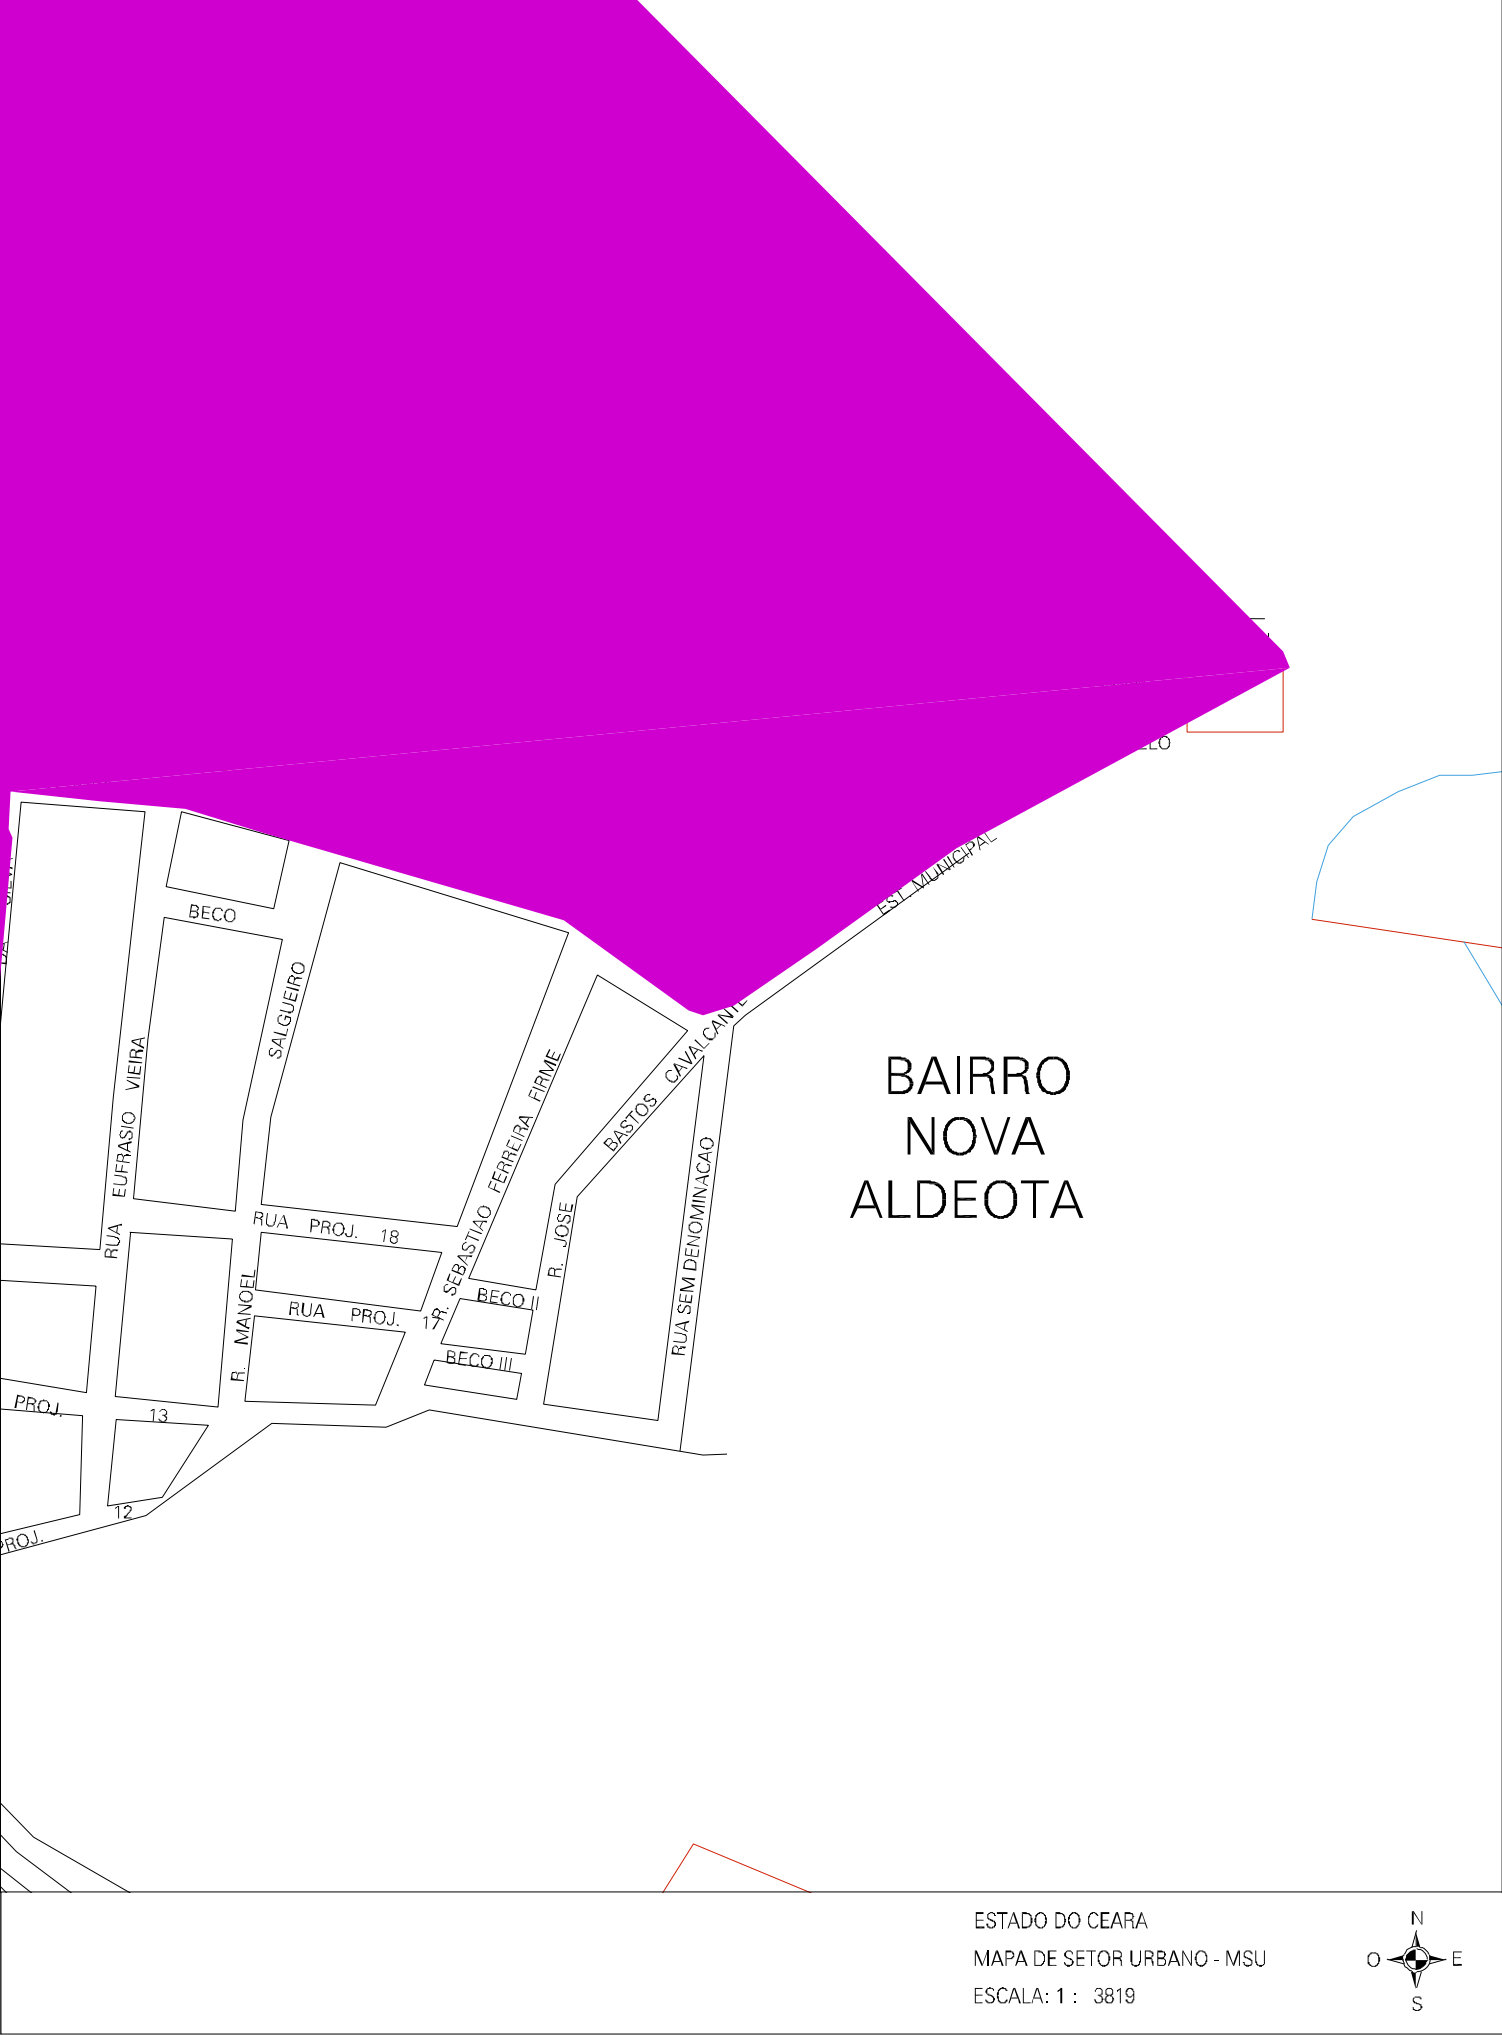 EST. MUNICIPAL
BECO
SALGUEIRO
RUA EUFRASIO VIEIRA
R. SEBASTIAO FERREIRA FIRME
R. JOSE BASTOS CAVALCANTE
RUA SEM DENOMINACAO
BAIRRO
NOVA
ALDEOTA
RUA PROJ. 18
R. MANOEL
RUA PROJ. 17
BECO II
BECO III
PROJ. 13
12
PROJ.
ESTADO DO CEARA
MAPA DE SETOR URBANO - MSU
ESCALA: 1 : 3819
N
O
E
S